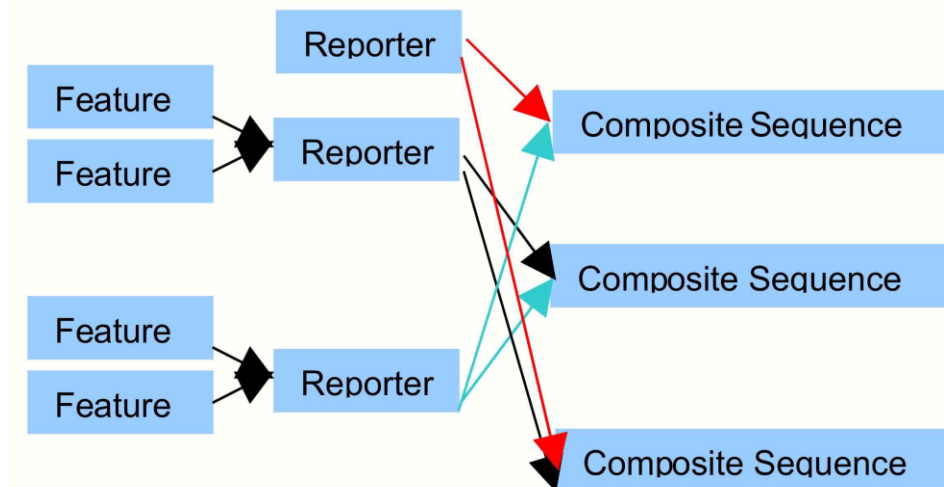 Reporter
Feature
Feature
Reporter
Composite Sequence
Composite Sequence
Feature
Feature
Reporter
Composite Sequence